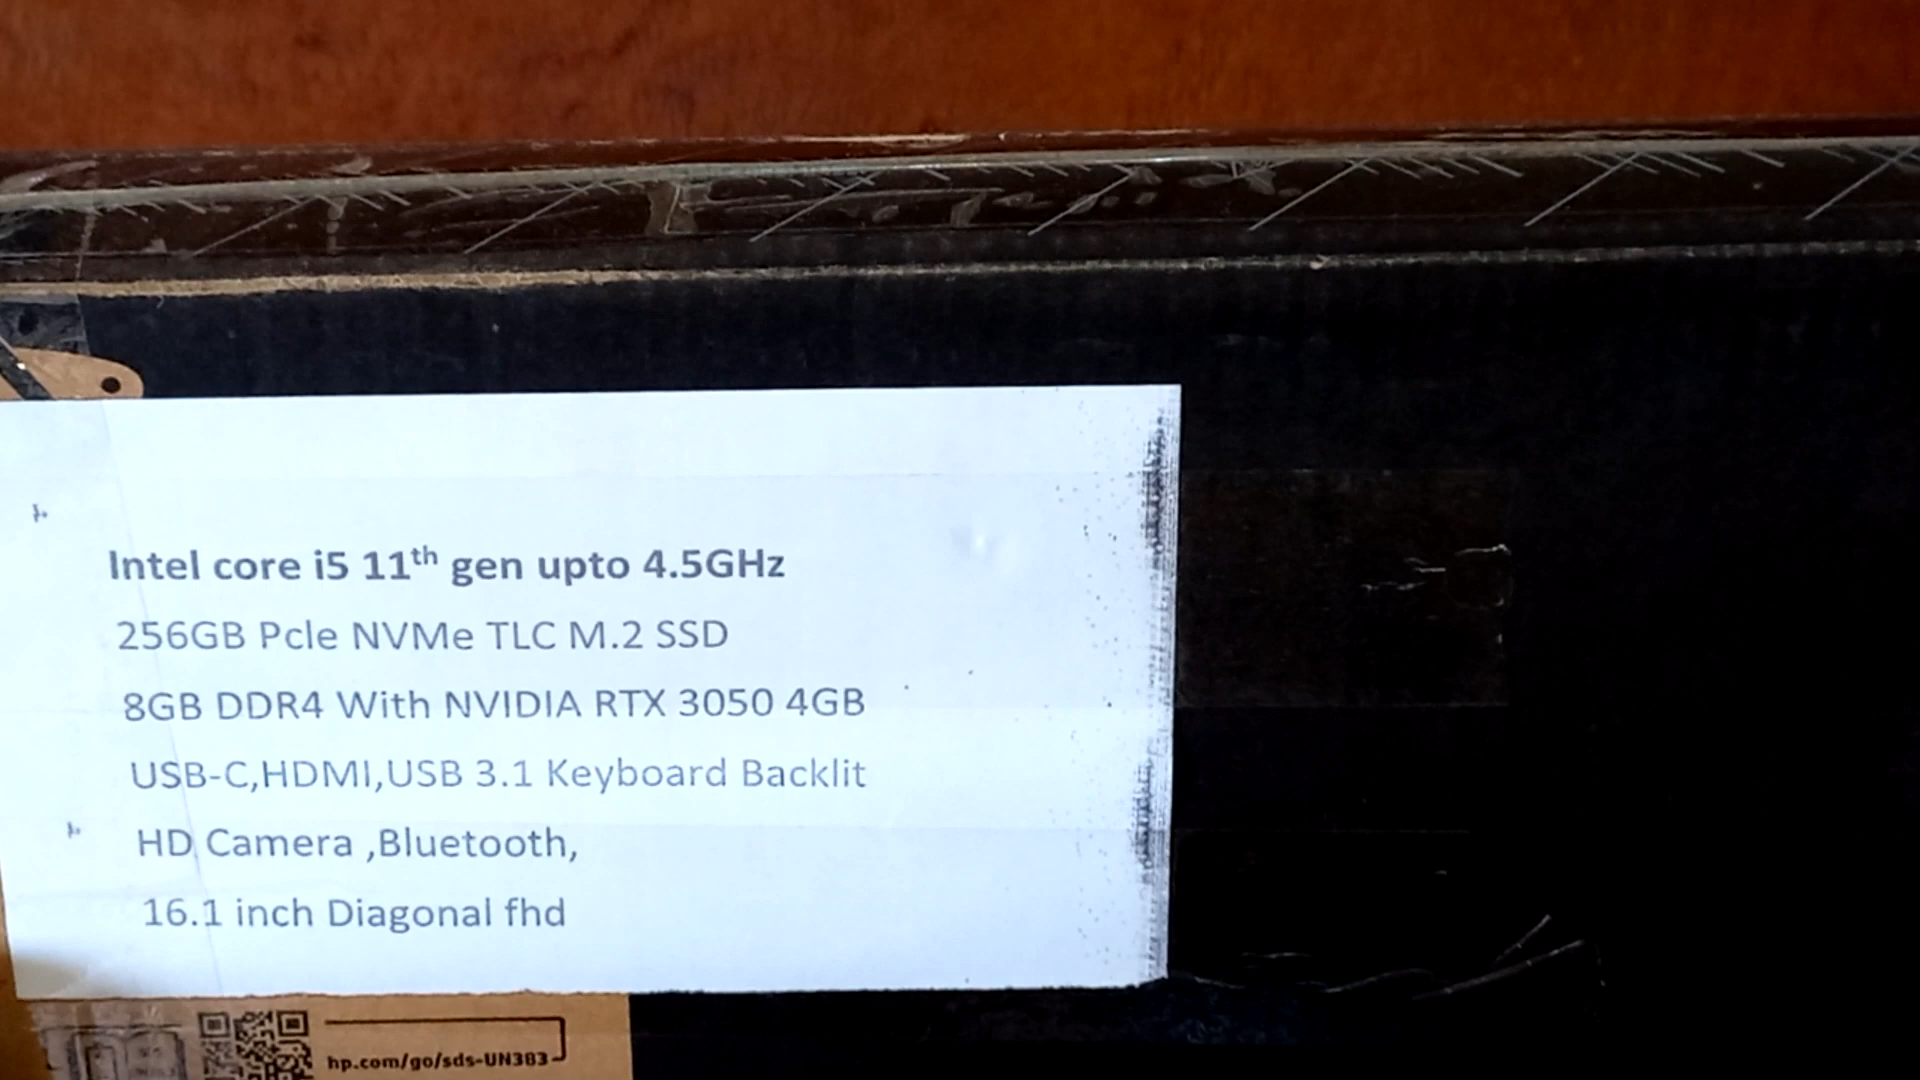 Intel core i5 11th gen upto 4.5GHz
256GB Pcle NVMe TLC M.2 SSD
8GB DDR4 With NVIDIA RTX 3050 4GB
USB-C,HDMI,USB 3.1 Keyboard Backlit
HD Camera ,Bluetooth,
16.1 inch Diagonal fhd
hp.com/go/sds-UN383